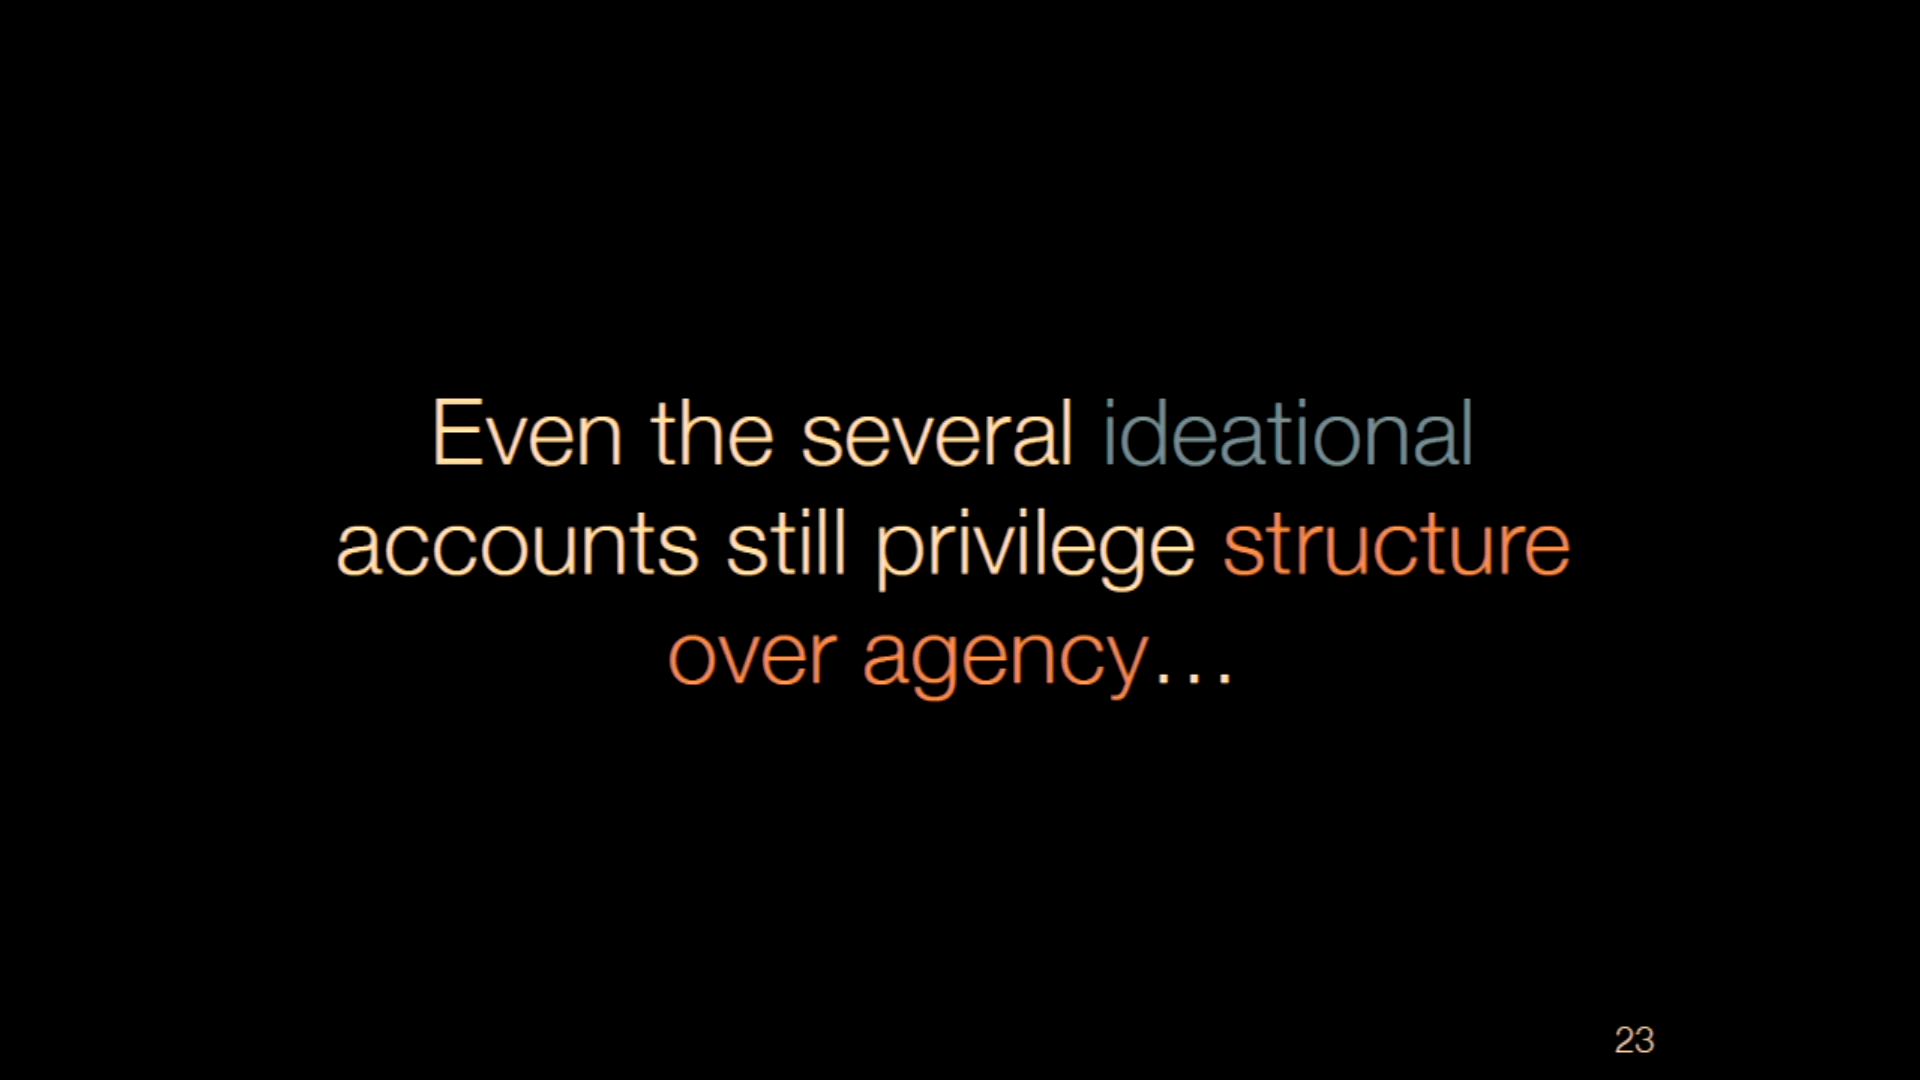 Even the several ideational
accounts still privilege structure
over agency…
23